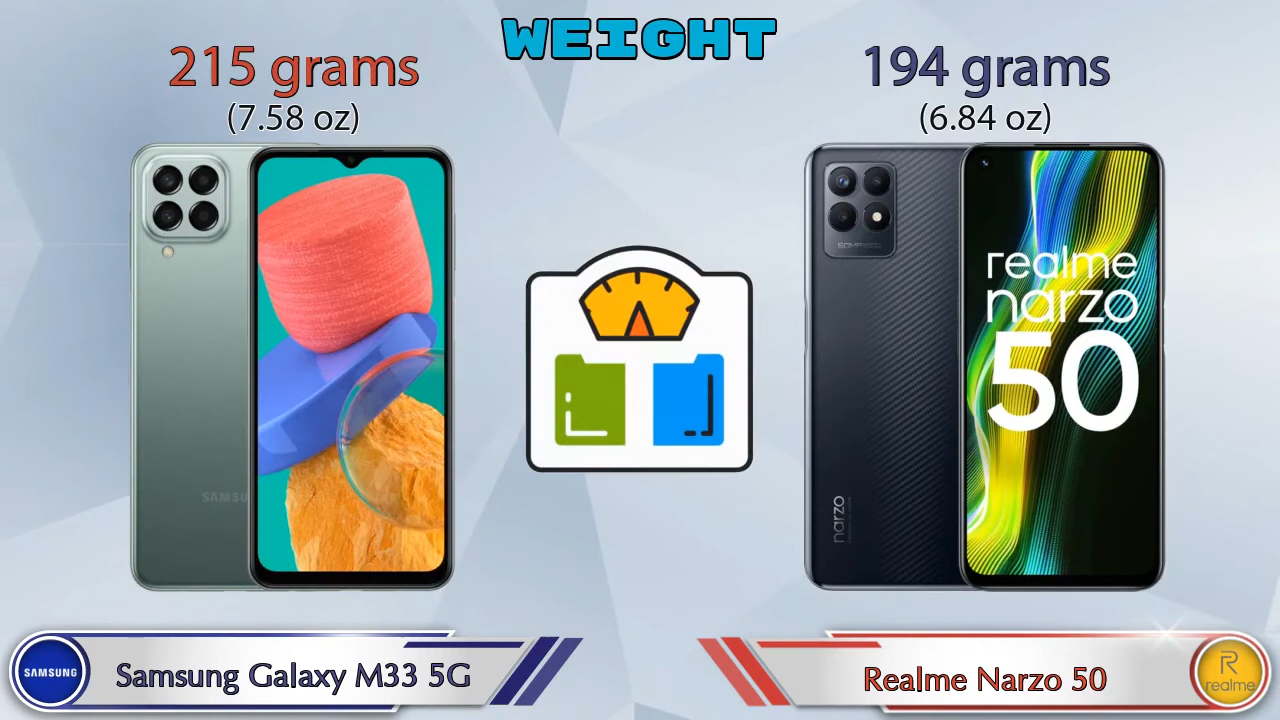 WEIGHT
215 grams
(7.58 oz)
194 grams
(6.84 oz)
SAMSU
realme
narzo
50
narzo
SAMSUNG
Samsung Galaxy M33 5G
Realme Narzo 50
R
realme